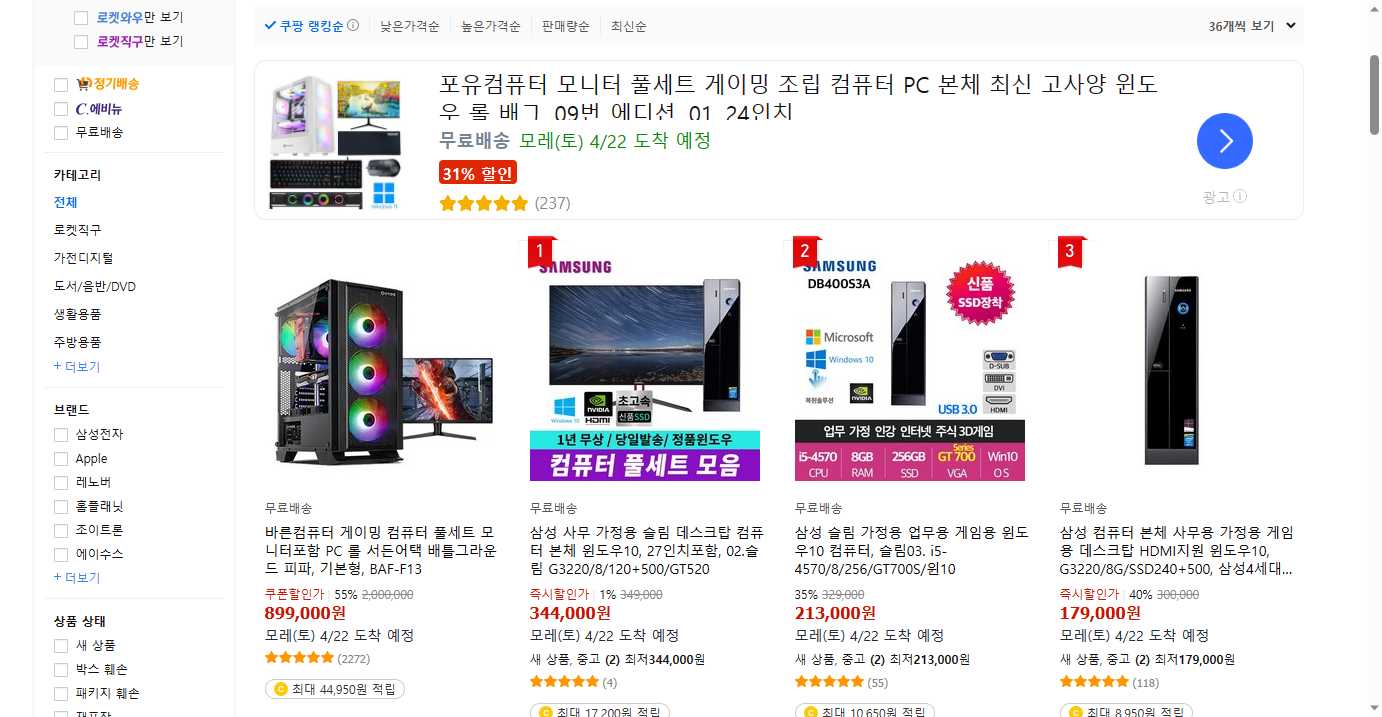 로켓와우만 보기
로켓직구만 보기
정기배송
C.에비뉴
무료배송
카테고리
전체
로켓직구
가전디지털
도서/음반/DVD
생활용품
주방용품
+ 더보기
브랜드
삼성전자
Apple
레노버
홈플래닛
조이트론
에이수스
+ 더보기
상품 상태
새 상품
박스 훼손
패키지 훼손
쿠팡 랭킹순
낮은가격순
높은가격순
판매량순
최신순
36개씩 보기
포유컴퓨터 모니터 풀세트 게이밍 조립 컴퓨터 PC 본체 최신 고사양 윈도
우 롤 배그, 09번 에디션, 01. 24인치
무료배송 모레(토) 4/22 도착 예정
31% 할인
(237)
광고
무료배송
바른컴퓨터 게이밍 컴퓨터 풀세트 모
니터포함 PC 롤 서든어택 배틀그라운
드 피파, 기본형, BAF-F13
쿠폰할인가 55% 2,000,000
899,000원
모레(토) 4/22 도착 예정
(2272)
최대 44,950원 적립
1
SAMSUNG
Windows 10
NVIDIA
HDMI
초고속
신품SSD
1년 무상 / 당일발송/ 정품윈도우
컴퓨터 풀세트 모음
무료배송
삼성 사무 가정용 슬림 데스크탑 컴퓨
터 본체 윈도우10, 27인치포함, 02.슬
림 G3220/8/120+500/GT520
즉시할인가 1% 349,000
344,000원
모레(토) 4/22 도착 예정
새 상품, 중고 (2) 최저344,000원
(4)
최대 17,200원 적립
2
SAMSUNG
DB400S3A
신품
SSD장착
Microsoft
Windows 10
복원솔루션
NVIDIA
D-SUB
DVI
HDMI
USB 3.0
업무 가정 인강 인터넷 주식 3D게임
Series
i5-4570 8GB 256GB GT 700 Win10
CPU RAM SSD VGA OS
무료배송
삼성 슬림 가정용 업무용 게임용 윈도
우10 컴퓨터, 슬림03. i5-
4570/8/256/GT700S/윈10
35% 329,000
213,000원
모레(토) 4/22 도착 예정
새 상품, 중고 (2) 최저213,000원
(55)
최대 10,650원 적립
3
SAMSUNG
무료배송
삼성 컴퓨터 본체 사무용 가정용 게임
용 데스크탑 HDMI지원 윈도우10,
G3220/8G/SSD240+500, 삼성4세대...
즉시할인가 40% 300,000
179,000원
모레(토) 4/22 도착 예정
새 상품, 중고 (2) 최저179,000원
(118)
최대 8,950원 적립